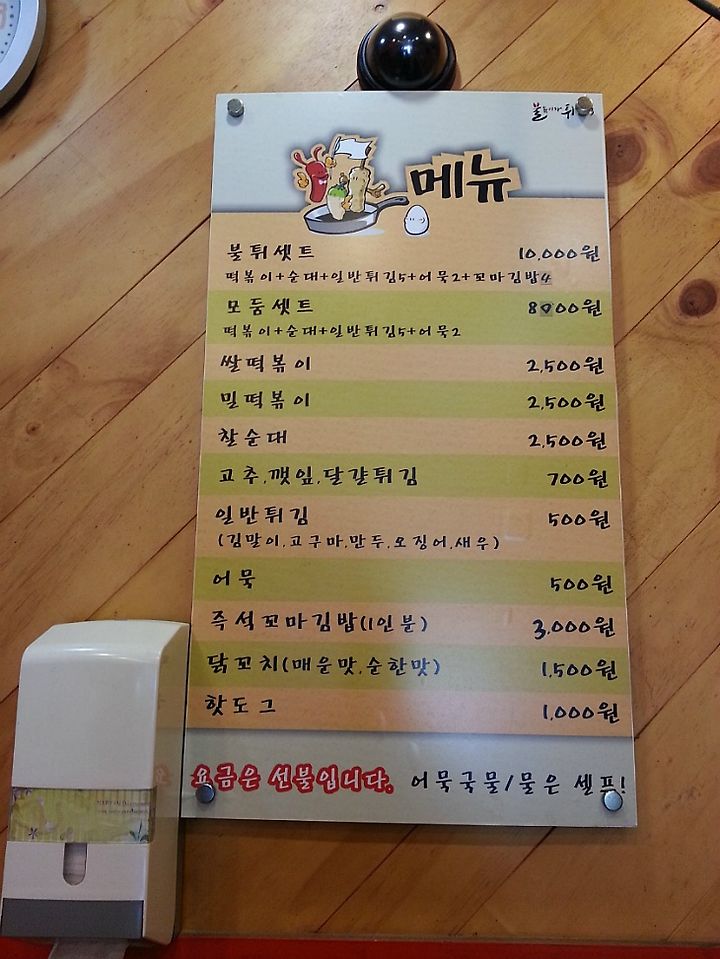 메뉴
불튀셋트 10,000원
떡볶이+순대+일반튀김5+어묵2+꼬마김밥4
모둠셋트 8000원
떡볶이+순대+일반튀김5+어묵2
쌀떡볶이 2,500원
밀떡볶이 2,500원
찰순대 2,500원
고추,깻잎,달걀튀김 700원
일반튀김 500원
(김말이,고구마,만두,오징어,새우)
어묵 500원
즉석꼬마김밥(1인분) 3,000원
닭꼬치(매운맛,순한맛) 1,500원
핫도그 1,000원
요금은 선불입니다. 어묵국물/물은 셀프!